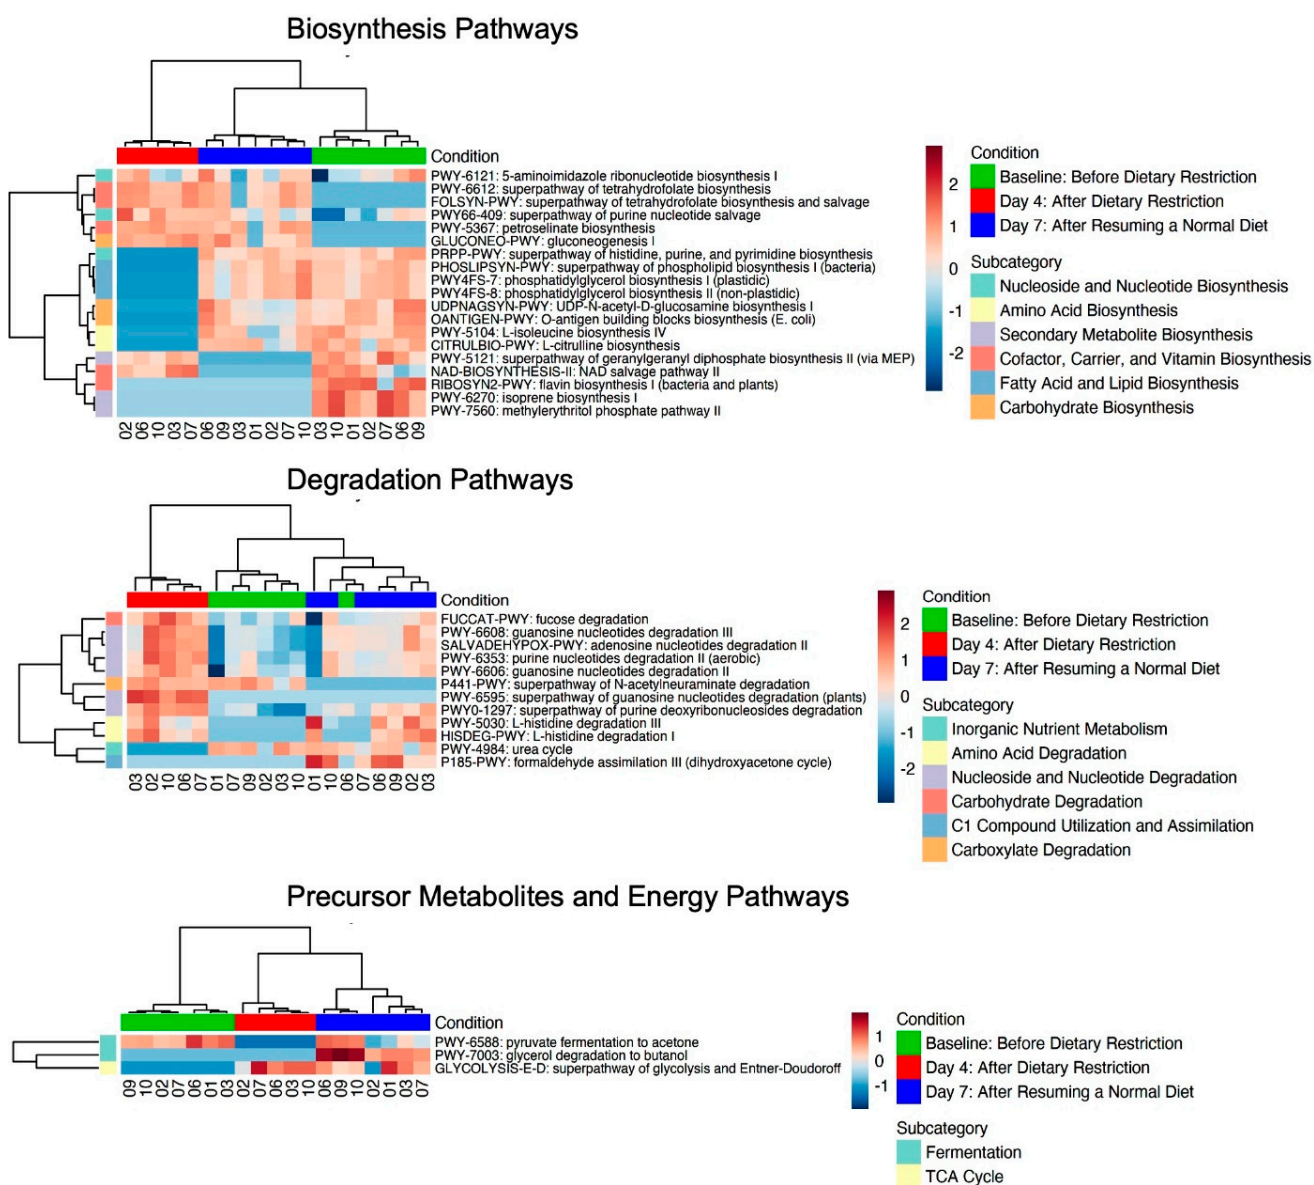 Biosynthesis Pathways
Condition
PWY-6121: 5-aminoimidazole ribonucleotide biosynthesis I
PWY-6612: superpathway of tetrahydrofolate biosynthesis
FOLSYN-PWY: superpathway of tetrahydrofolate biosynthesis and salvage
PWY66-409: superpathway of purine nucleotide salvage
PWY-5367: petroselinate biosynthesis
GLUCONEO-PWY: gluconeogenesis I
PRPP-PWY: superpathway of histidine, purine, and pyrimidine biosynthesis
PHOSLIPSYN-PWY: superpathway of phospholipid biosynthesis I (bacteria)
PWY4FS-7: phosphatidylglycerol biosynthesis I (plastidic)
PWY4FS-8: phosphatidylglycerol biosynthesis II (non-plastidic)
UDPNAGSYN-PWY: UDP-N-acetyl-D-glucosamine biosynthesis I
OANTIGEN-PWY: O-antigen building blocks biosynthesis (E. coli)
PWY-5104: L-isoleucine biosynthesis IV
CITRULBIO-PWY: L-citrulline biosynthesis
PWY-5121: superpathway of geranylgeranyl diphosphate biosynthesis II (via MEP)
NAD-BIOSYNTHESIS-II: NAD salvage pathway II
RIBOSYN2-PWY: flavin biosynthesis I (bacteria and plants)
PWY-6270: isoprene biosynthesis I
PWY-7560: methylerythritol phosphate pathway II
02 06 10 03 07 06 09 03 01 02 07 10 03 10 01 02 07 06 09
2
1
0
-1
-2
Condition
Baseline: Before Dietary Restriction
Day 4: After Dietary Restriction
Day 7: After Resuming a Normal Diet
Subcategory
Nucleoside and Nucleotide Biosynthesis
Amino Acid Biosynthesis
Secondary Metabolite Biosynthesis
Cofactor, Carrier, and Vitamin Biosynthesis
Fatty Acid and Lipid Biosynthesis
Carbohydrate Biosynthesis
Degradation Pathways
Condition
FUCCAT-PWY: fucose degradation
PWY-6608: guanosine nucleotides degradation III
SALVADEHYPOX-PWY: adenosine nucleotides degradation II
PWY-6353: purine nucleotides degradation II (aerobic)
PWY-6606: guanosine nucleotides degradation II
P441-PWY: superpathway of N-acetylneuraminate degradation
PWY-6595: superpathway of guanosine nucleotides degradation (plants)
PWY0-1297: superpathway of purine deoxyribonucleosides degradation
PWY-5030: L-histidine degradation III
HISDEG-PWY: L-histidine degradation I
PWY-4984: urea cycle
P185-PWY: formaldehyde assimilation III (dihydroxyacetone cycle)
03 02 10 06 07 01 07 09 02 03 10 01 10 06 07 06 09 02 03
2
1
0
-1
-2
Condition
Baseline: Before Dietary Restriction
Day 4: After Dietary Restriction
Day 7: After Resuming a Normal Diet
Subcategory
Inorganic Nutrient Metabolism
Amino Acid Degradation
Nucleoside and Nucleotide Degradation
Carbohydrate Degradation
C1 Compound Utilization and Assimilation
Carboxylate Degradation
Precursor Metabolites and Energy Pathways
Condition
PWY-6588: pyruvate fermentation to acetone
PWY-7003: glycerol degradation to butanol
GLYCOLYSIS-E-D: superpathway of glycolysis and Entner-Doudoroff
09 10 02 07 06 01 03 02 07 06 03 10 06 09 10 02 01 03 07
1
0
-1
Condition
Baseline: Before Dietary Restriction
Day 4: After Dietary Restriction
Day 7: After Resuming a Normal Diet
Subcategory
Fermentation
TCA Cycle